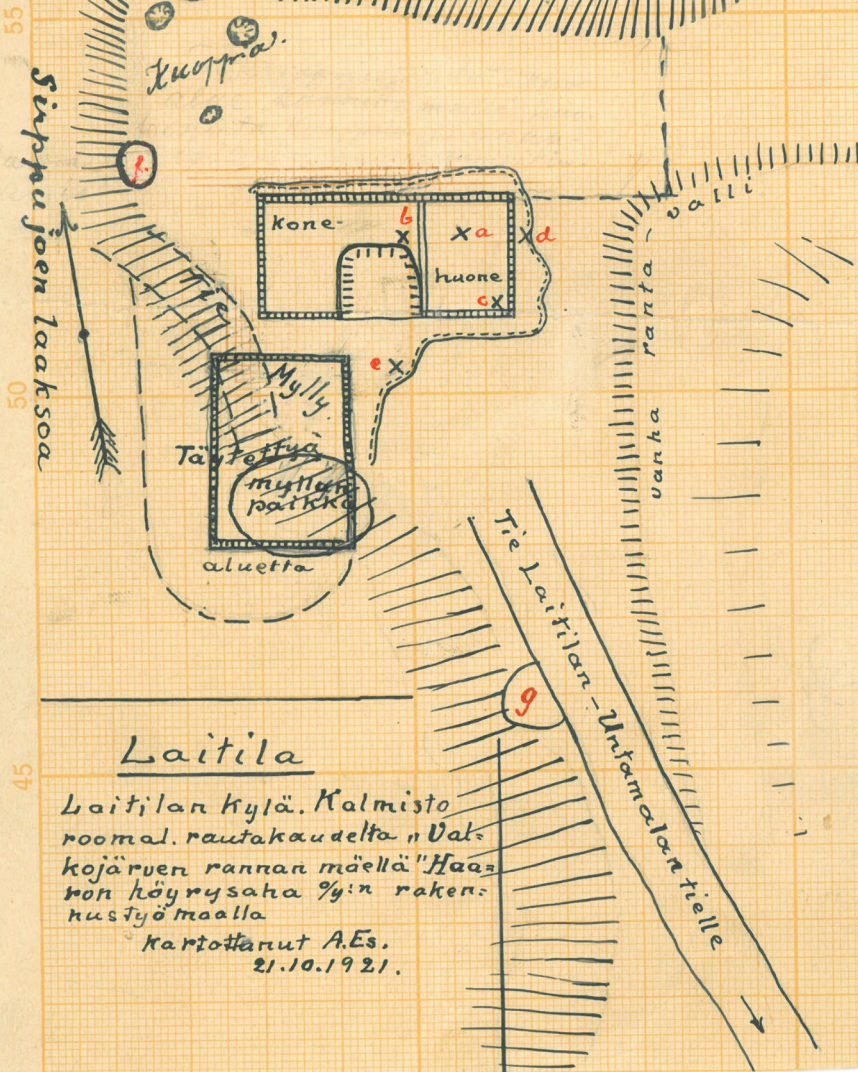 55
Kuoppia.
Sirppujoen laaksoa
f.
valli
kone-
b
a
d
huone
c
vanha ranta-
Tie
e
50
Mylly
Täytettyä
myllyn
paikka
aluetta
Tie Laitilan-Untamalan tielle
g
45
Laitila
Laitilan kylä. Kalmisto
roomal. rautakaudelta „Val=
kojärven rannan mäellä" Haa=
ron höyrysaha o/y:n raken=
nustyömaalla
Kartottanut A.Es.
21.10.1921.